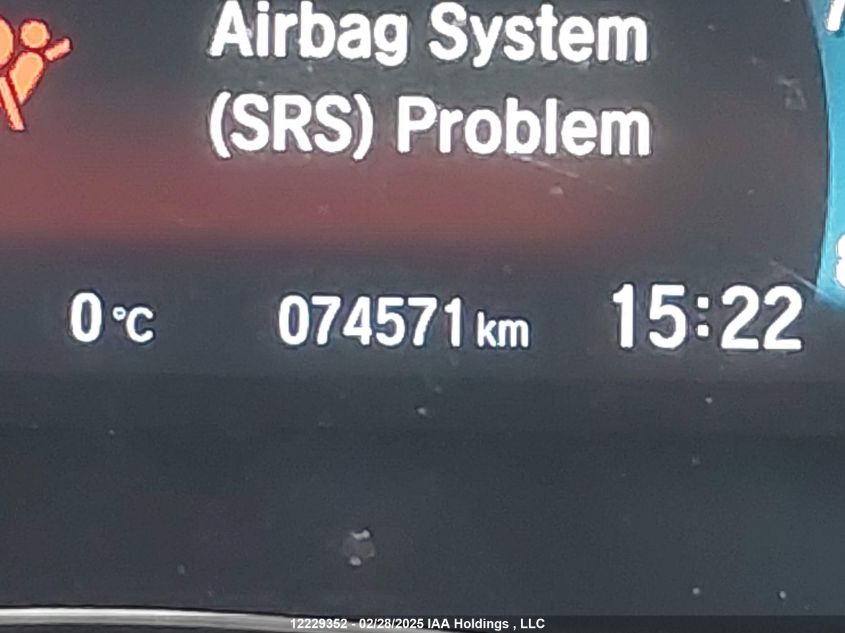 Airbag System
(SRS) Problem
0°C 074571 km 15:22
12229352 - 02/28/2025 IAA Holdings , LLC